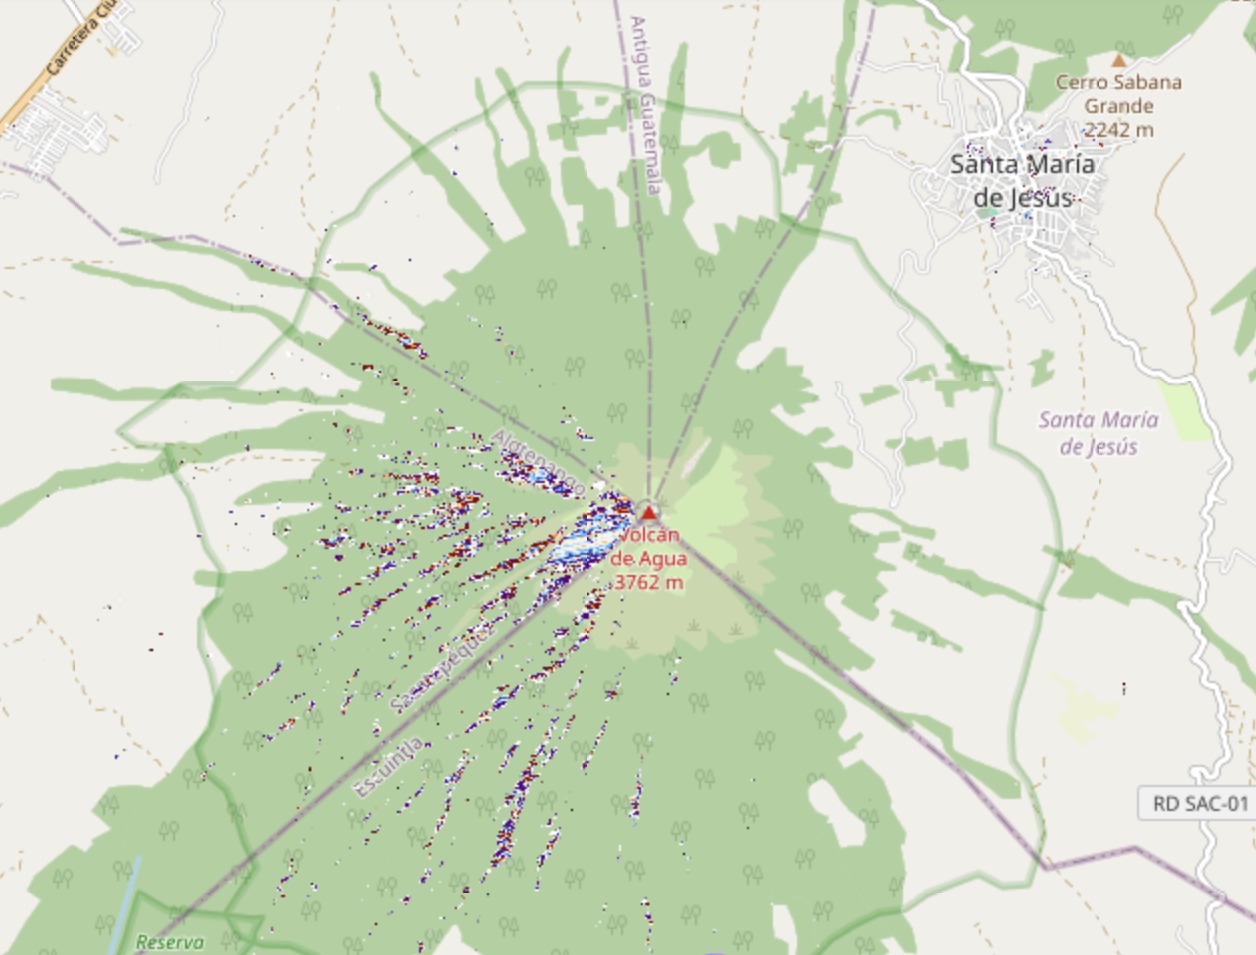 Carretera Ciu
Antigua Guatemala
Cerro Sabana
Grande
2242 m
Santa María
de Jesús
Santa María
de Jesús
Alotenango
Volcán
de Agua
3762 m
Sacatepéquez
Escuintla
RD SAC-01
Reserva